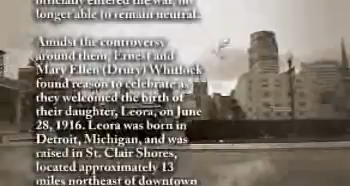 officially entered the war, no
longer able to remain neutral.
Amidst the controversy
around them, Ernest and
Mary Ellen (Drury) Whitlock
found reason to celebrate as
they welcomed the birth of
their daughter, Leora, on June
28, 1916. Leora was born in
Detroit, Michigan, and was
raised in St. Clair Shores,
located approximately 13
miles northeast of downtown